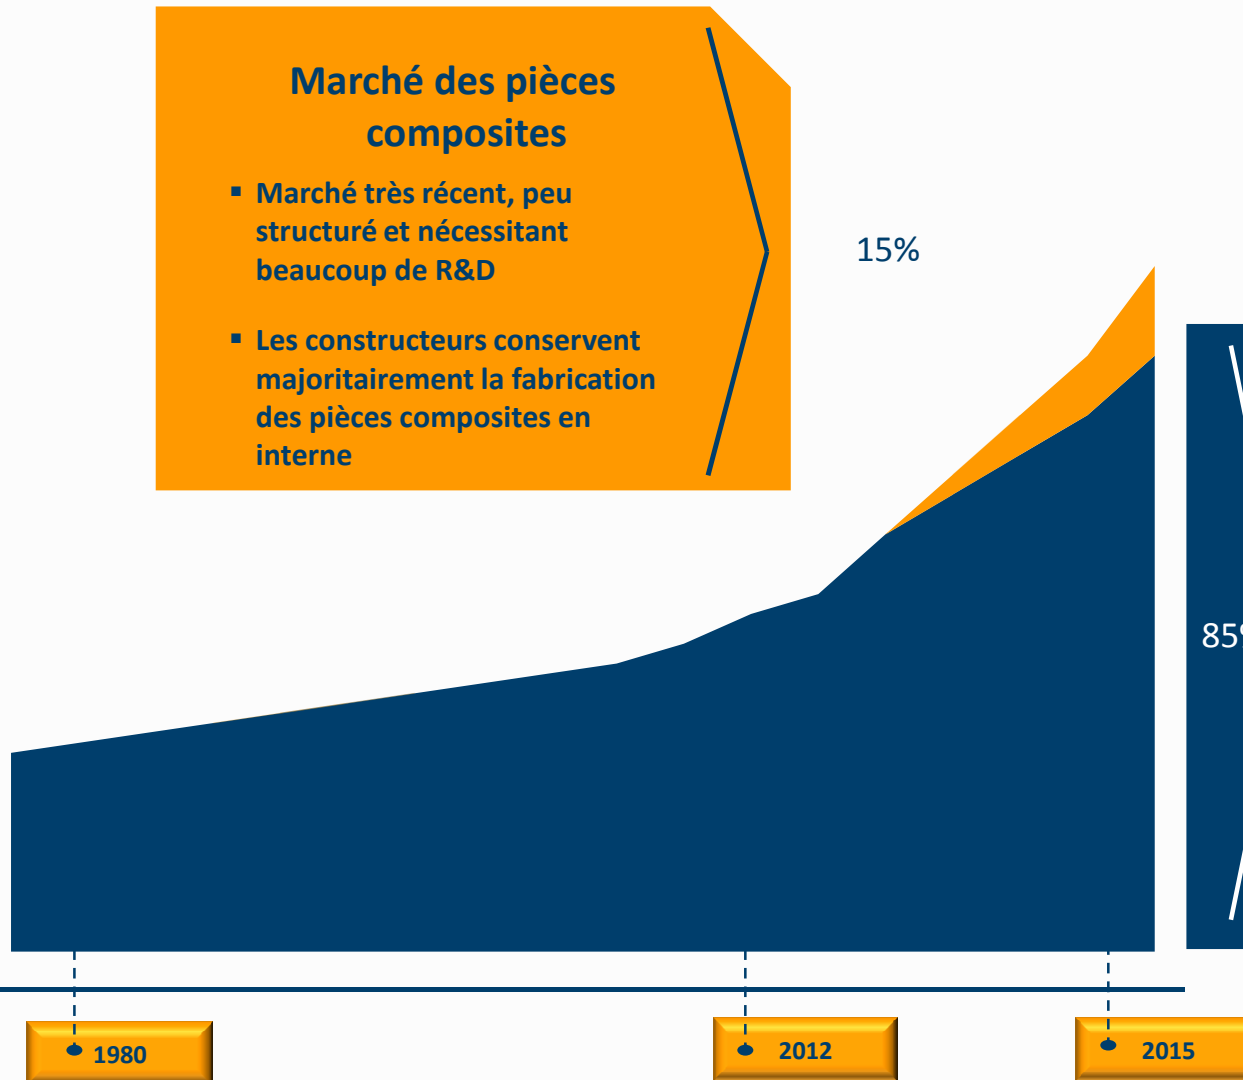 Marché des pièces
composites
▪ Marché très récent, peu
structuré et nécessitant
beaucoup de R&D
▪ Les constructeurs conservent
majoritairement la fabrication
des pièces composites en
interne
15%
85%
1980
2012
2015